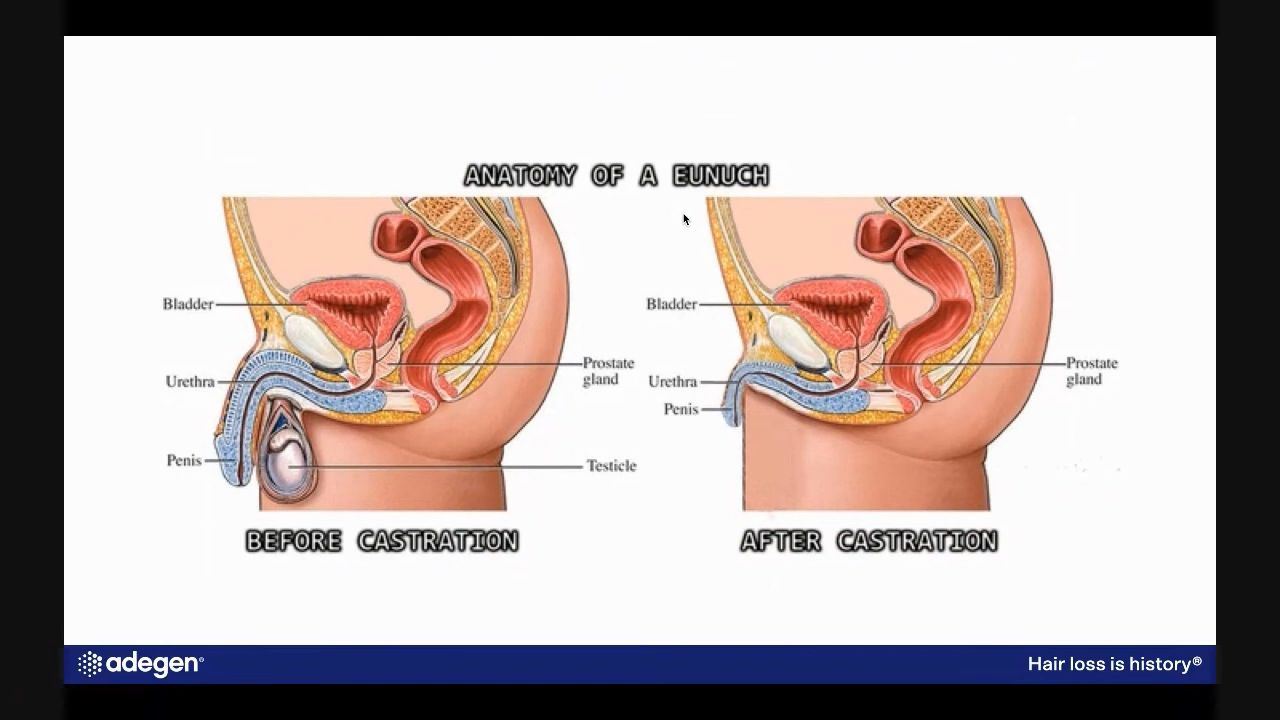 ANATOMY OF A EUNUCH
Bladder
Urethra
Penis
Prostate
gland
Testicle
BEFORE CASTRATION
Bladder
Urethra
Penis
Prostate
gland
AFTER CASTRATION
adegen®
Hair loss is history®